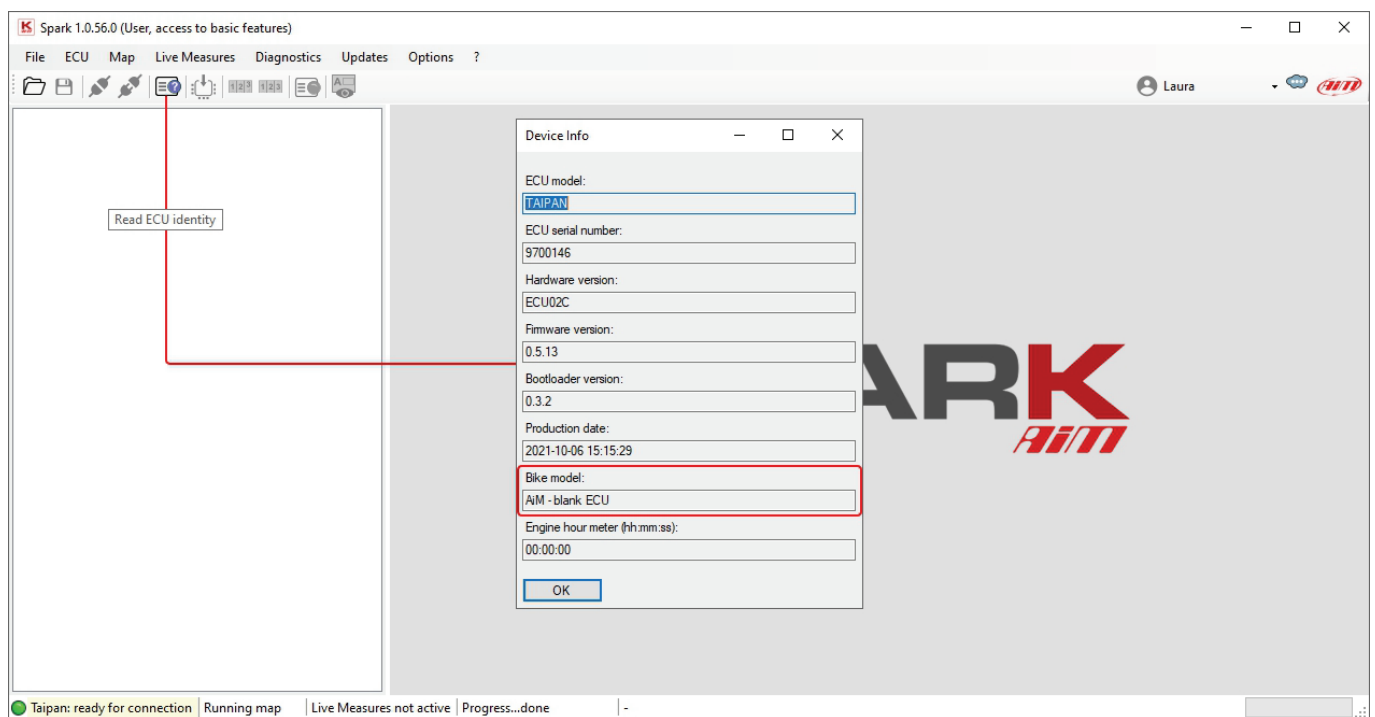 Spark 1.0.56.0 (User, access to basic features)
File ECU Map Live Measures Diagnostics Updates Options ?
Laura
AiM
Device Info
ECU model:
TAIPAN
ECU serial number:
9700146
Hardware version:
ECU02C
Firmware version:
0.5.13
Bootloader version:
0.3.2
Production date:
2021-10-06 15:15:29
Bike model:
AiM - blank ECU
Engine hour meter (hh:mm:ss):
00:00:00
OK
Read ECU identity
ARK
AiM
Taipan: ready for connection Running map Live Measures not active Progress...done -